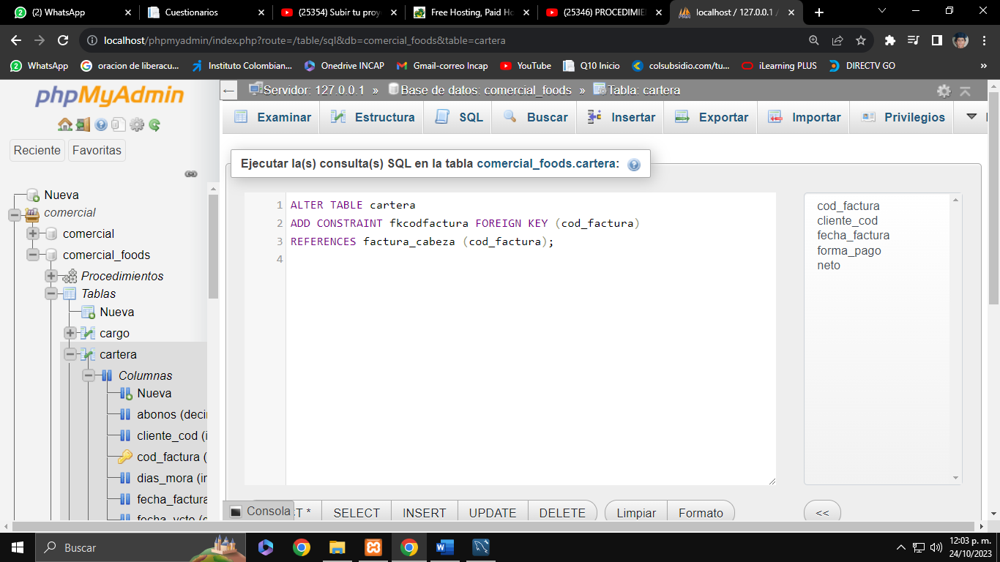 (2) WhatsApp
Cuestionarios
(25354) Subir tu proy
Free Hosting, Paid Ho
(25346) PROCEDIMIE
localhost / 127.0.0.1 /
localhost/phpmyadmin/index.php?route=/table/sql&db=comercial_foods&table=cartera
WhatsApp
oracion de liberacu...
Instituto Colombian...
Onedrive INCAP
Gmail-correo Incap
YouTube
Q10 Inicio
colsubsidio.com/tu...
iLearning PLUS
DIRECTV GO
»
phpMyAdmin
Reciente
Favoritas
Nueva
comercial
comercial
comercial_foods
Procedimientos
Tablas
Nueva
cargo
cartera
Columnas
Nueva
abonos (deci
cliente_cod (i
cod_factura (
dias_mora (in
fecha_factura
fecha_vcto (d
Servidor: 127.0.0.1 » Base de datos: comercial_foods » Tabla: cartera
Examinar
Estructura
SQL
Buscar
Insertar
Exportar
Importar
Privilegios
Ejecutar la(s) consulta(s) SQL en la tabla comercial_foods.cartera:
1 ALTER TABLE cartera
2 ADD CONSTRAINT fkcodfactura FOREIGN KEY (cod_factura)
3 REFERENCES factura_cabeza (cod_factura);
4
cod_factura
cliente_cod
fecha_factura
forma_pago
neto
Consola
CT *
SELECT
INSERT
UPDATE
DELETE
Limpiar
Formato
<<
Buscar
12:03 p. m.
24/10/2023